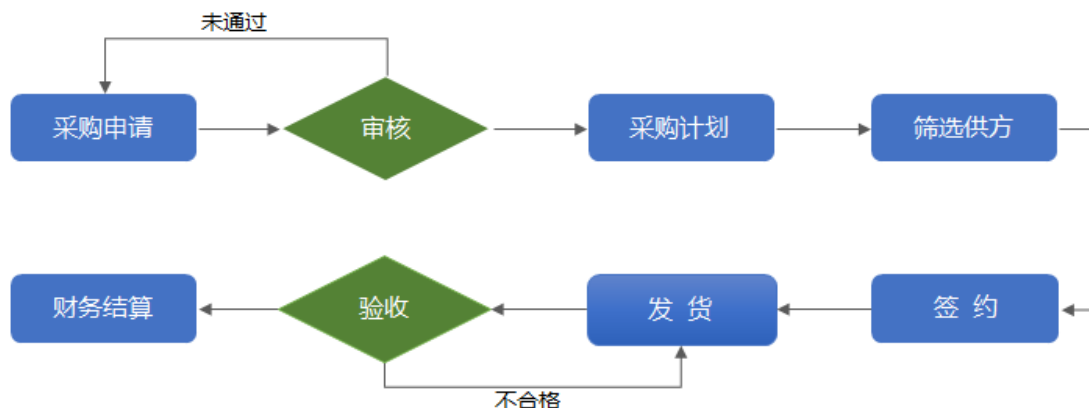 未通过
采购申请
审核
采购计划
筛选供方
财务结算
验收
发 货
签 约
不合格